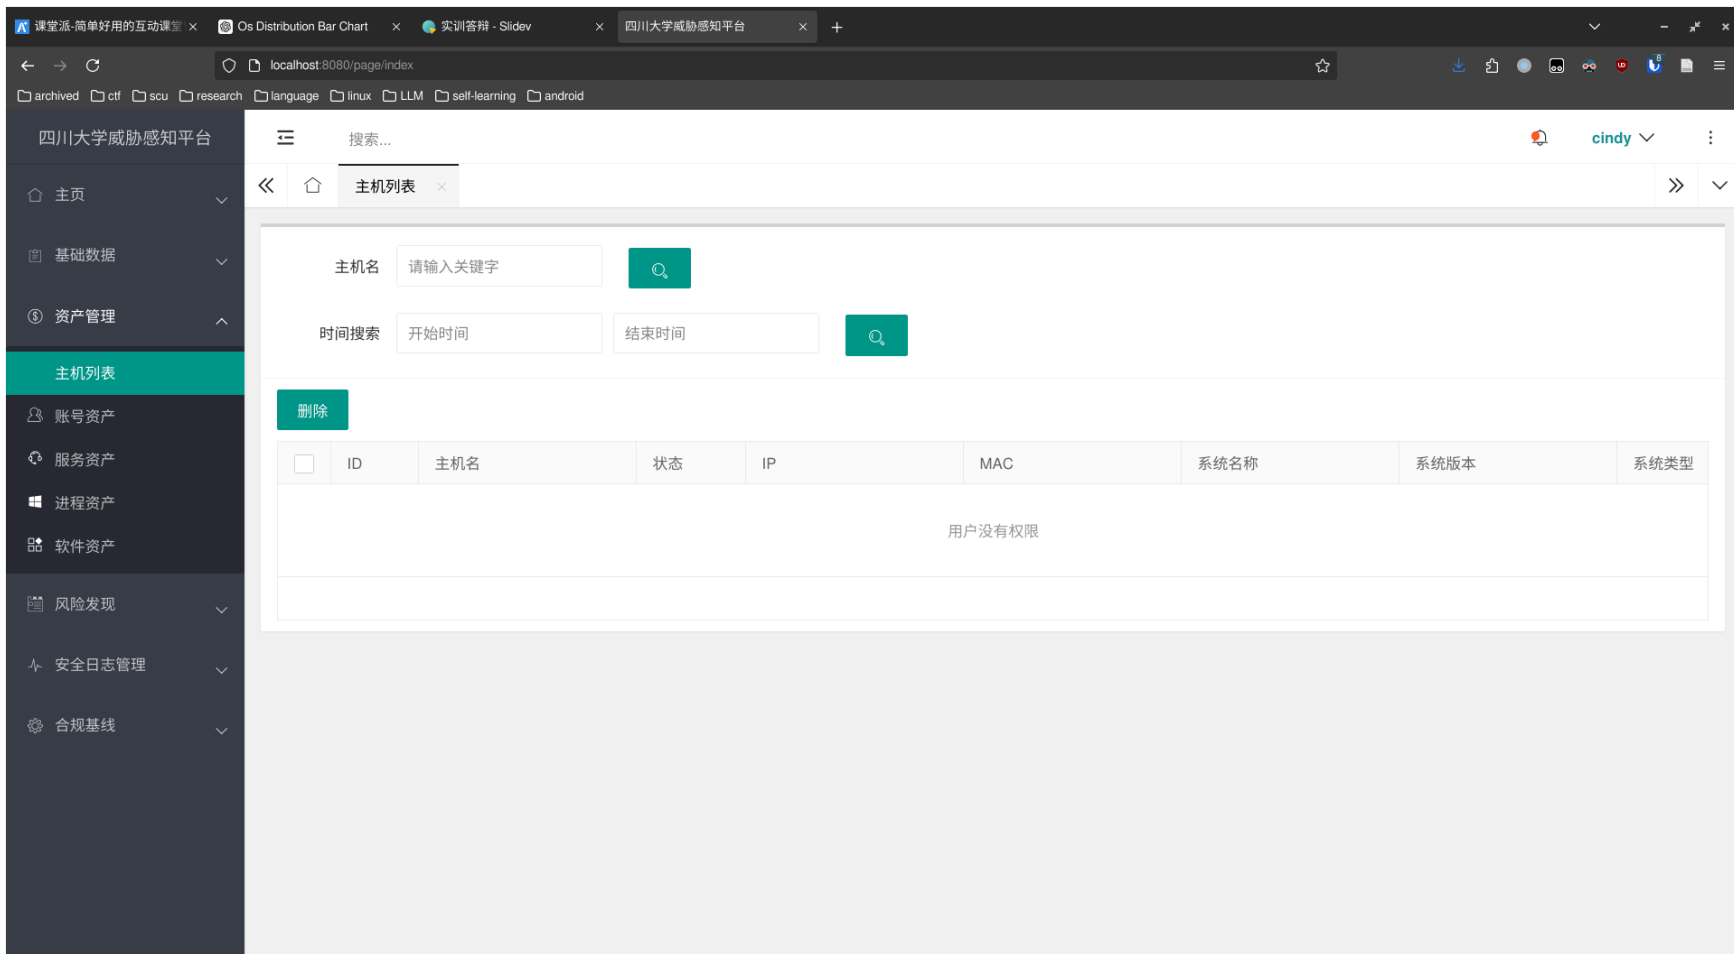 课堂派-简单好用的互动课堂
Os Distribution Bar Chart
实训答辩 - Slidev
四川大学威胁感知平台
localhost:8080/page/index
8
archived ctf scu research language linux LLM self-learning android
四川大学威胁感知平台
搜索...
cindy
主机列表
主页
基础数据
资产管理
主机列表
账号资产
服务资产
进程资产
软件资产
风险发现
安全日志管理
合规基线
主机名 请输入关键字
时间搜索 开始时间 结束时间
删除
ID 主机名 状态 IP MAC 系统名称 系统版本 系统类型
用户没有权限